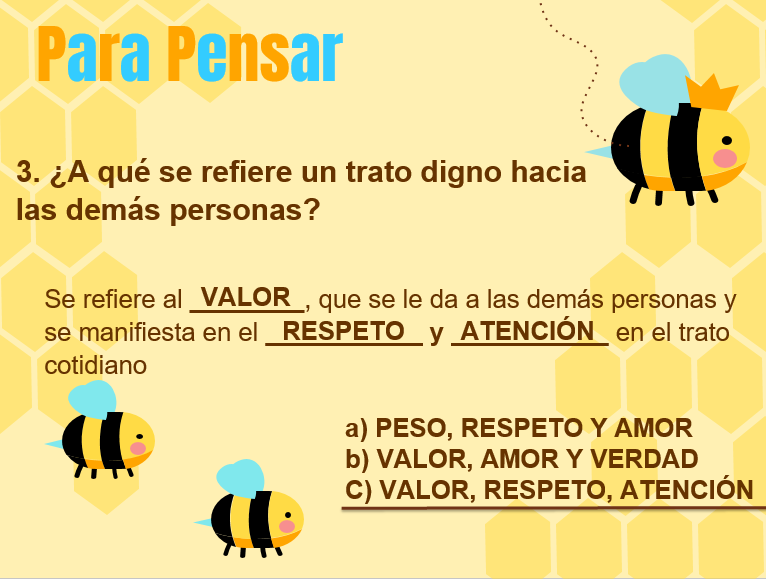 Para Pensar
3. ¿A qué se refiere un trato digno hacia
las demás personas?
Se refiere al VALOR, que se le da a las demás personas y
se manifiesta en el RESPETO y ATENCIÓN en el trato
cotidiano
a) PESO, RESPETO Y AMOR
b) VALOR, AMOR Y VERDAD
C) VALOR, RESPETO, ATENCIÓN